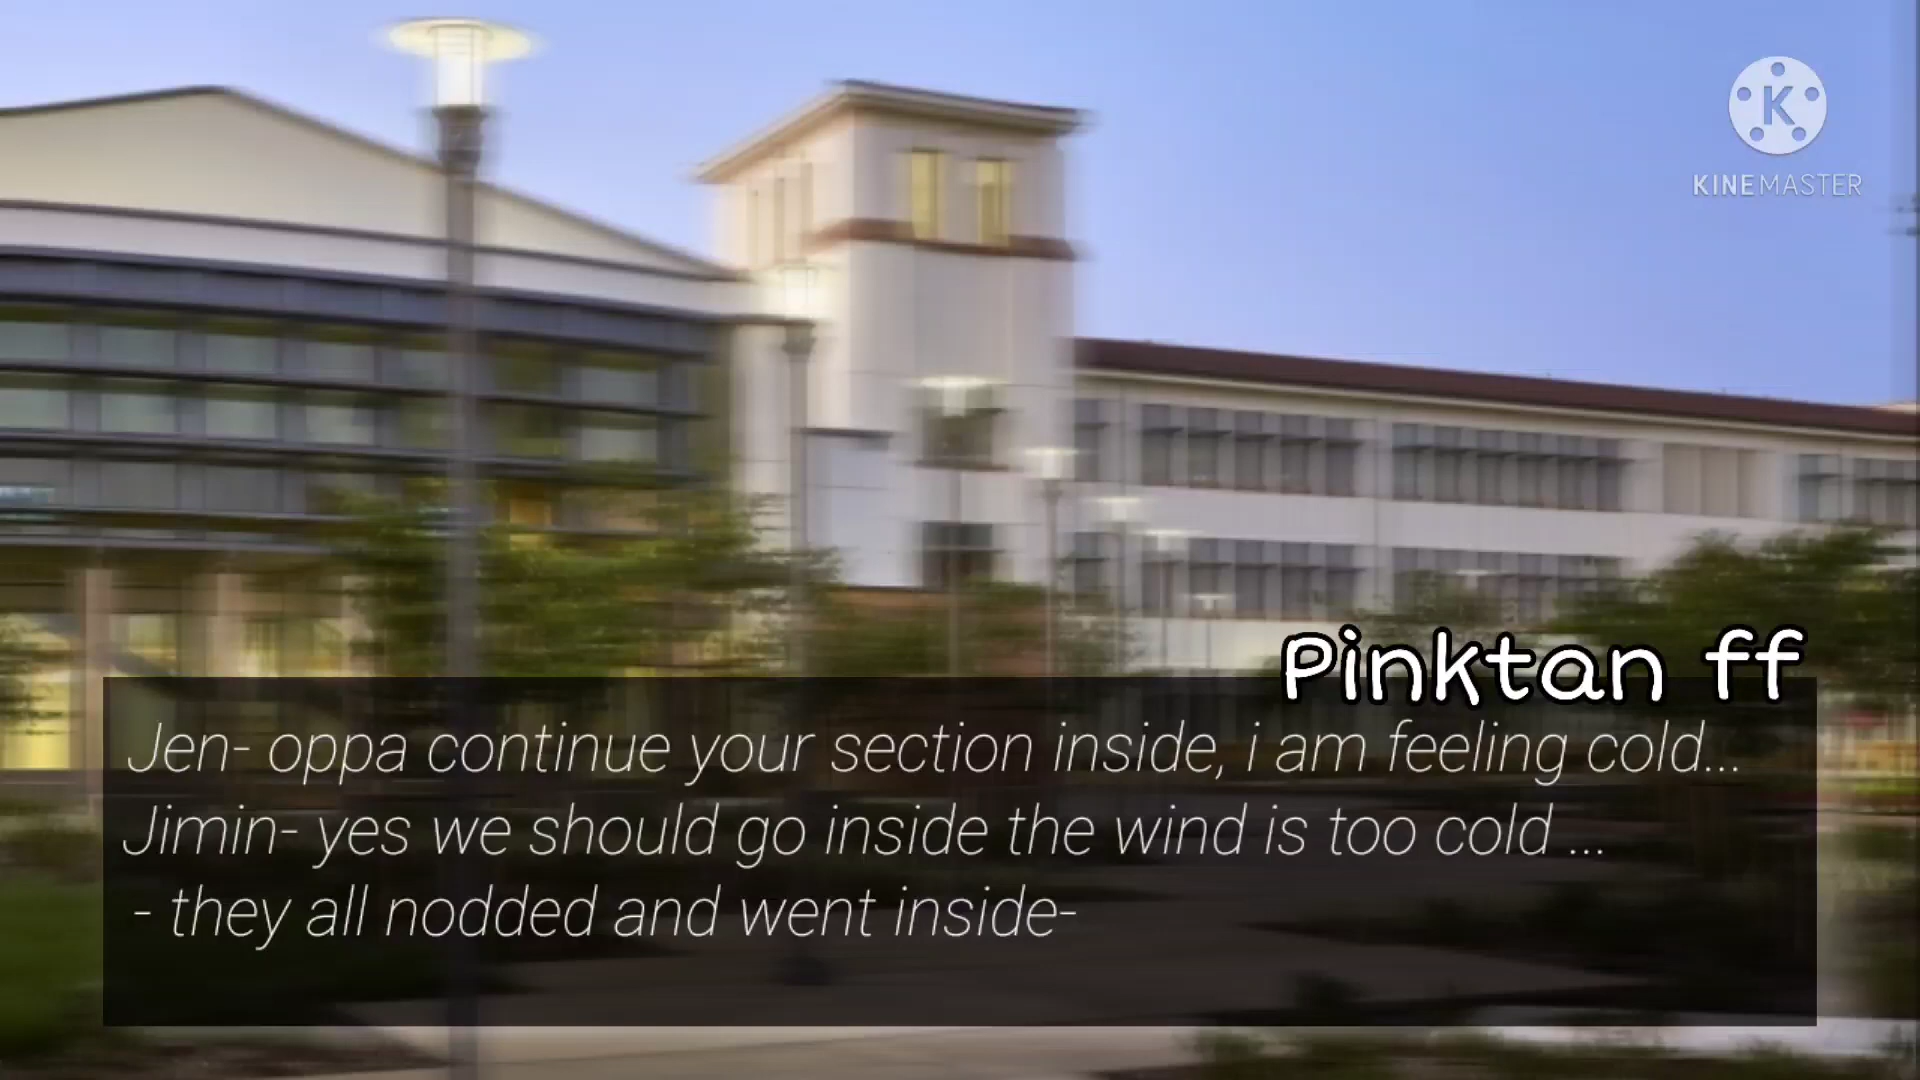 KINEMASTER
Pinktan ff
Jen- oppa continue your section inside, i am feeling cold...
Jimin- yes we should go inside the wind is too cold ...
- they all nodded and went inside-